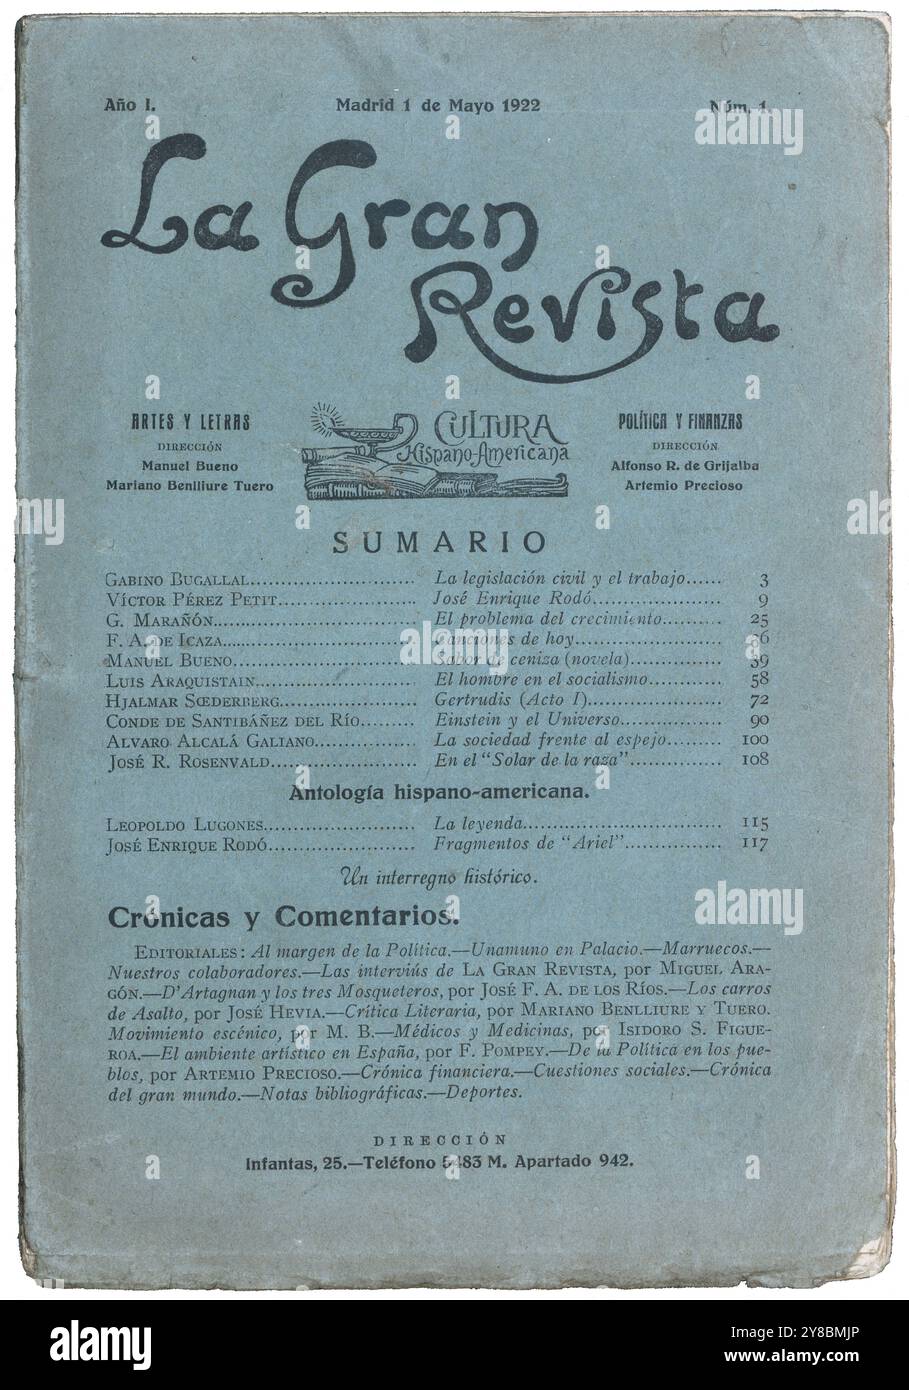 Año I. Madrid 1 de Mayo 1922 Núm. 1.
La Gran
Revista
ARTES Y LETRAS
DIRECCIÓN
Manuel Bueno
Mariano Benlliure Tuero
CULTURA
Hispano-Americana
POLÍTICA Y FINANZAS
DIRECCIÓN
Alfonso R. de Grijalba
Artemio Precioso
SUMARIO
GABINO BUGALLAL.......................... La legislación civil y el trabajo...... 3
VÍCTOR PÉREZ PETIT...................... José Enrique Rodó..................... 9
G. MARAÑÓN................................ El problema del crecimiento.......... 25
F. A. DE ICAZA............................... Canciones de hoy........................ 36
MANUEL BUENO............................. Sabor de ceniza (novela)............... 39
LUIS ARAQUISTAIN......................... El hombre en el socialismo............ 58
HJALMAR SŒDERBERG...................... Gertrudis (Acto I)...................... 72
CONDE DE SANTIBÁÑEZ DEL RÍO......... Einstein y el Universo................. 90
ALVARO ALCALÁ GALIANO................ La sociedad frente al espejo......... 100
JOSÉ R. ROSENVALD....................... En el "Solar de la raza"............... 108
Antología hispano-americana.
LEOPOLDO LUGONES........................ La leyenda................................ 115
JOSÉ ENRIQUE RODÓ....................... Fragmentos de "Ariel"................ 117
Un interregno histórico.
Crónicas y Comentarios.
EDITORIALES: Al margen de la Política.—Unamuno en Palacio.—Marruecos.—
Nuestros colaboradores.—Las interviús de LA GRAN REVISTA, por MIGUEL ARA-
GÓN.—D'Artagnan y los tres Mosqueteros, por JOSÉ F. A. DE LOS RÍOS.—Los carros
de Asalto, por JOSÉ HEVIA.—Crítica Literaria, por MARIANO BENLLIURE Y TUERO.
Movimiento escénico, por M. B.—Médicos y Medicinas, por ISIDORO S. FIGUE-
ROA.—El ambiente artístico en España, por F. POMPEY.—De la Política en los pue-
blos, por ARTEMIO PRECIOSO.—Crónica financiera.—Cuestiones sociales.—Crónica
del gran mundo.—Notas bibliográficas.—Deportes.
DIRECCIÓN
Infantas, 25.—Teléfono 5483 M. Apartado 942.
alamy
Image ID: 2Y8BMJP
www.alamy.com